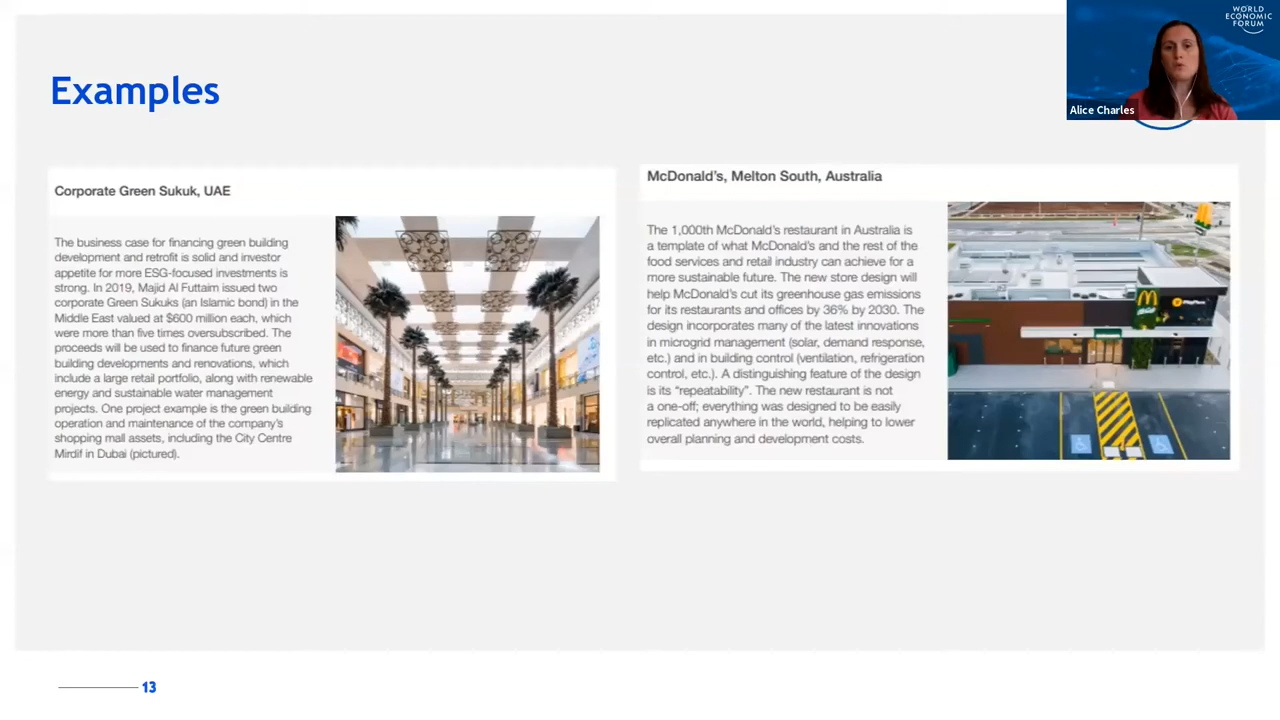 WORLD
ECONOMIC
FORUM
Alice Charles
Examples
Corporate Green Sukuk, UAE
The business case for financing green building
development and retrofit is solid and investor
appetite for more ESG-focused investments is
strong. In 2019, Majid Al Futtaim issued two
corporate Green Sukuks (an Islamic bond) in the
Middle East valued at $600 million each, which
were more than five times oversubscribed. The
proceeds will be used to finance future green
building developments and renovations, which
include a large retail portfolio, along with renewable
energy and sustainable water management
projects. One project example is the green building
operation and maintenance of the company's
shopping mall assets, including the City Centre
Mirdif in Dubai (pictured).
McDonald's, Melton South, Australia
The 1,000th McDonald's restaurant in Australia is
a template of what McDonald's and the rest of the
food services and retail industry can achieve for a
more sustainable future. The new store design will
help McDonald's cut its greenhouse gas emissions
for its restaurants and offices by 36% by 2030. The
design incorporates many of the latest innovations
in microgrid management (solar, demand response,
etc.) and in building control (ventilation, refrigeration
control, etc.). A distinguishing feature of the design
is its "repeatability". The new restaurant is not
a one-off; everything was designed to be easily
replicated anywhere in the world, helping to lower
overall planning and development costs.
13